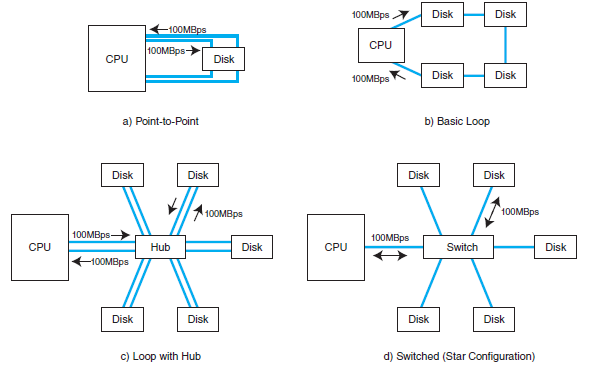 100MBps
100MBps
CPU
Disk
a) Point-to-Point
100MBps
Disk
Disk
CPU
100MBps
Disk
Disk
b) Basic Loop
Disk
Disk
100MBps
100MBps
CPU
Hub
Disk
100MBps
Disk
Disk
c) Loop with Hub
Disk
Disk
100MBps
100MBps
CPU
Switch
Disk
Disk
Disk
d) Switched (Star Configuration)